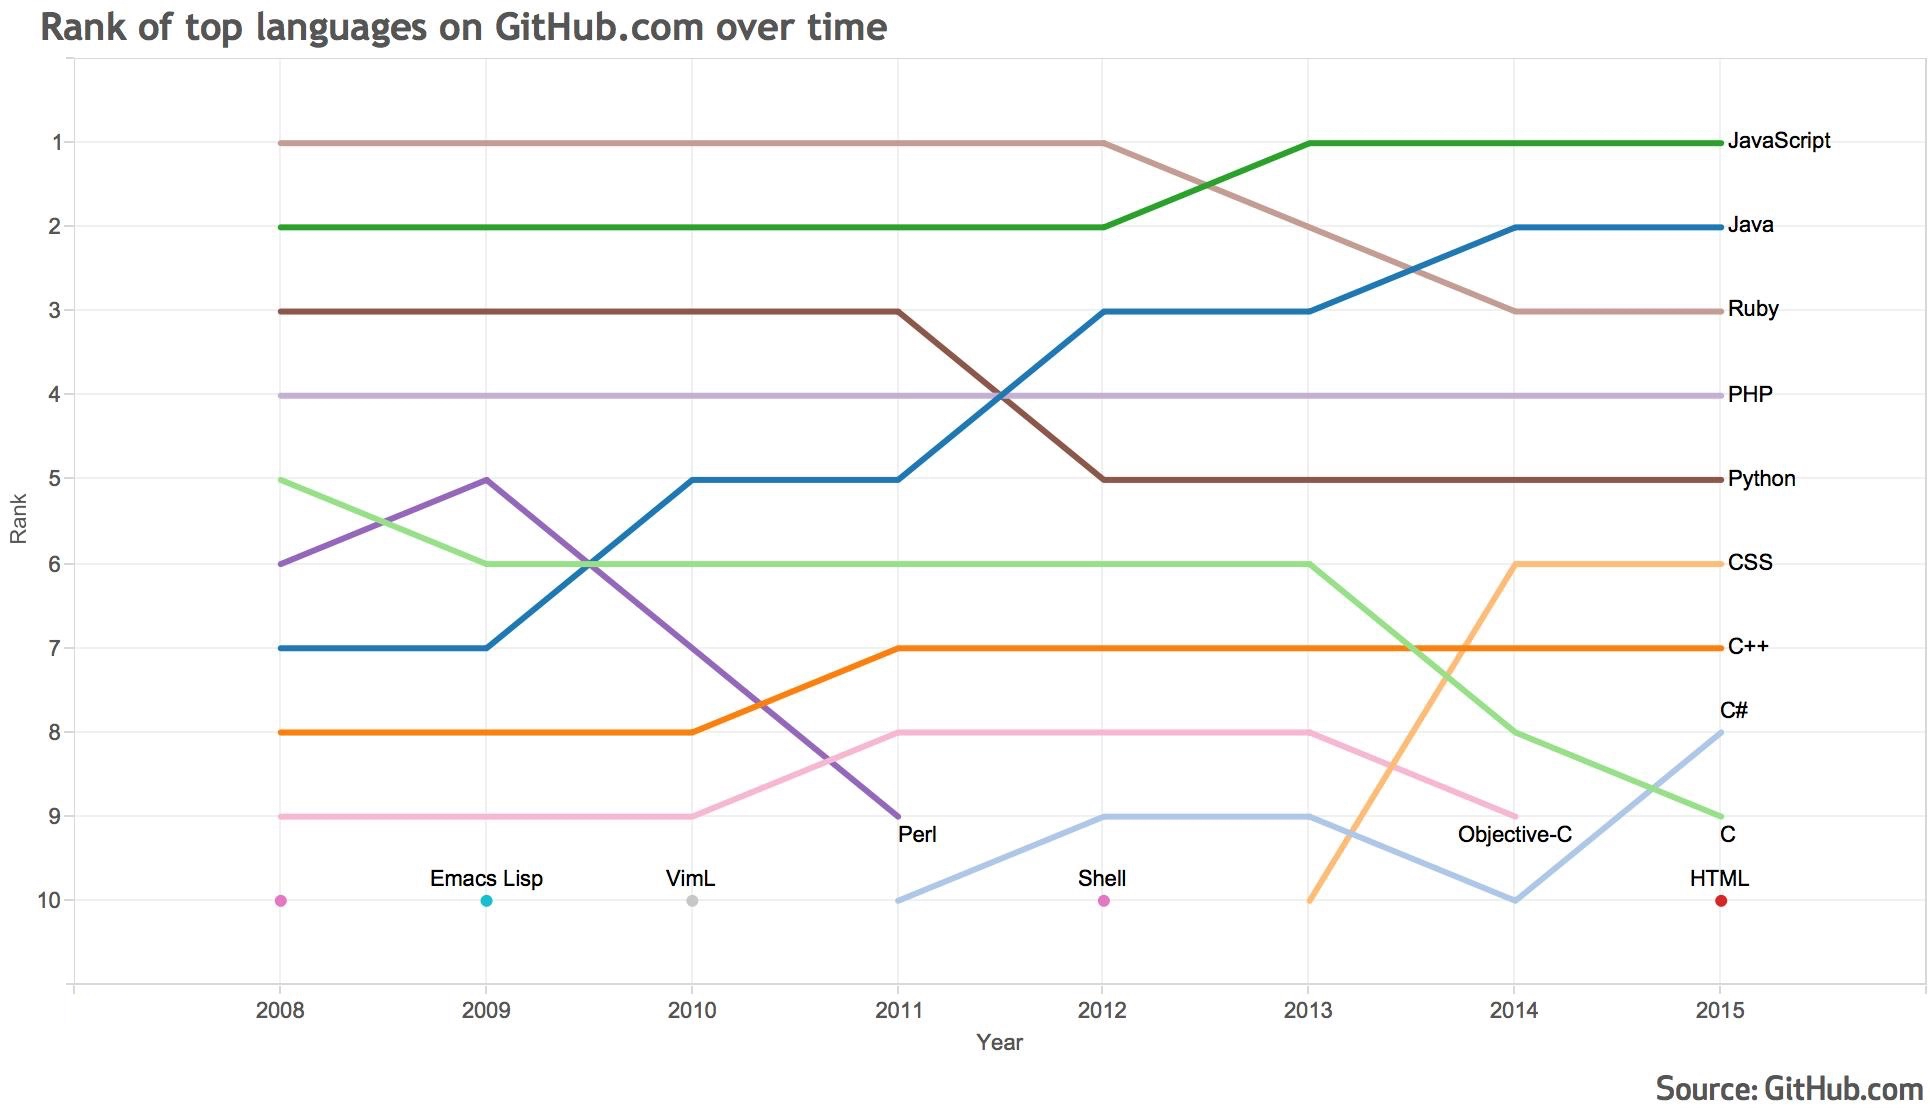 Rank of top languages on GitHub.com over time
1
JavaScript
2
Java
3
Ruby
4
PHP
5
Python
Rank
6
CSS
7
C++
C#
8
9
Perl
Objective-C
C
Emacs Lisp
VimL
Shell
HTML
10
2008 2009 2010 2011 2012 2013 2014 2015
Year
Source: GitHub.com